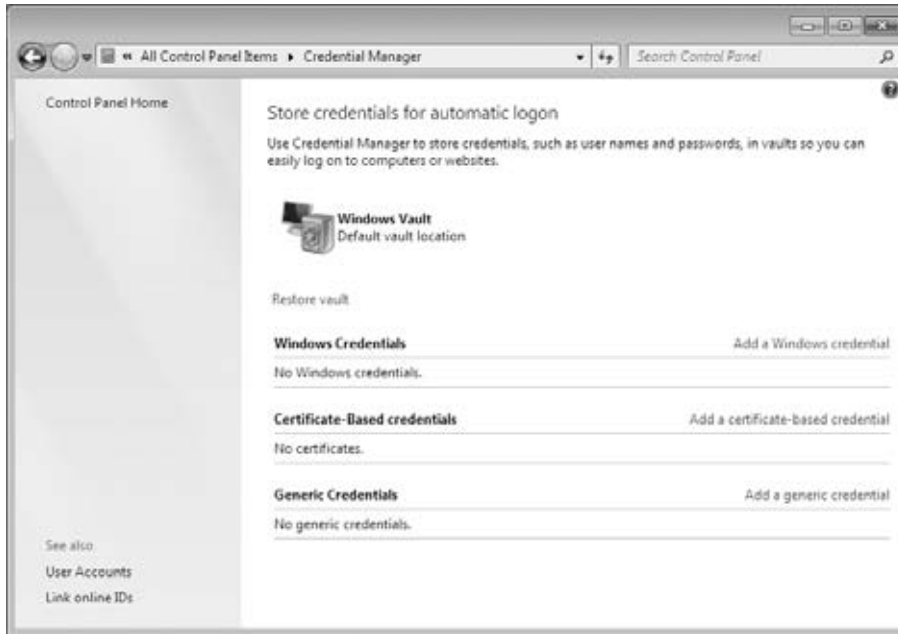 « All Control Panel Items ▸ Credential Manager
Search Control Panel
Control Panel Home
Store credentials for automatic logon
Use Credential Manager to store credentials, such as user names and passwords, in vaults so you can
easily log on to computers or websites.
Windows Vault
Default vault location
Restore vault
Windows Credentials
Add a Windows credential
No Windows credentials.
Certificate-Based credentials
Add a certificate-based credential
No certificates.
Generic Credentials
Add a generic credential
No generic credentials.
See also
User Accounts
Link online IDs